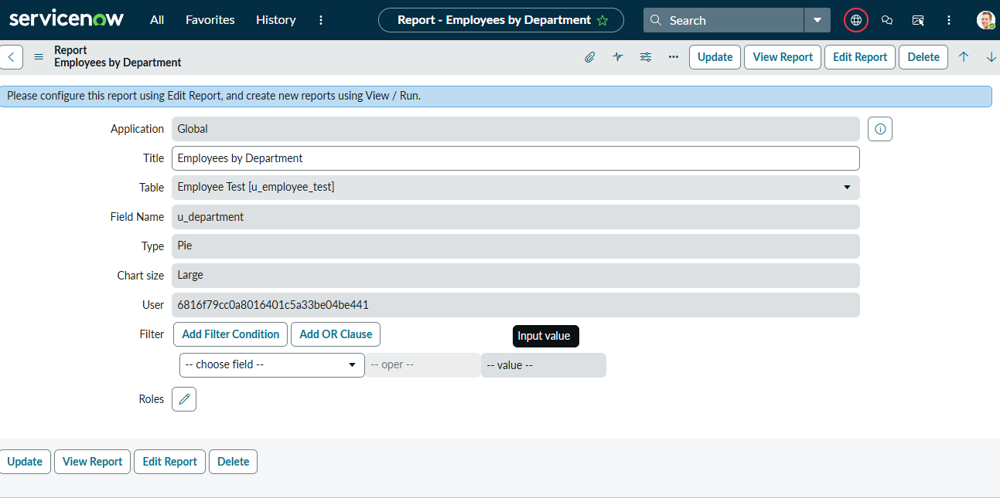 servicenow All Favorites History Report - Employees by Department Search
Report
Employees by Department
Update View Report Edit Report Delete
Please configure this report using Edit Report, and create new reports using View / Run.
Application Global
Title Employees by Department
Table Employee Test [u_employee_test]
Field Name u_department
Type Pie
Chart size Large
User 6816f79cc0a8016401c5a33be04be441
Filter Add Filter Condition Add OR Clause Input value
-- choose field -- -- oper -- -- value --
Roles
Update View Report Edit Report Delete